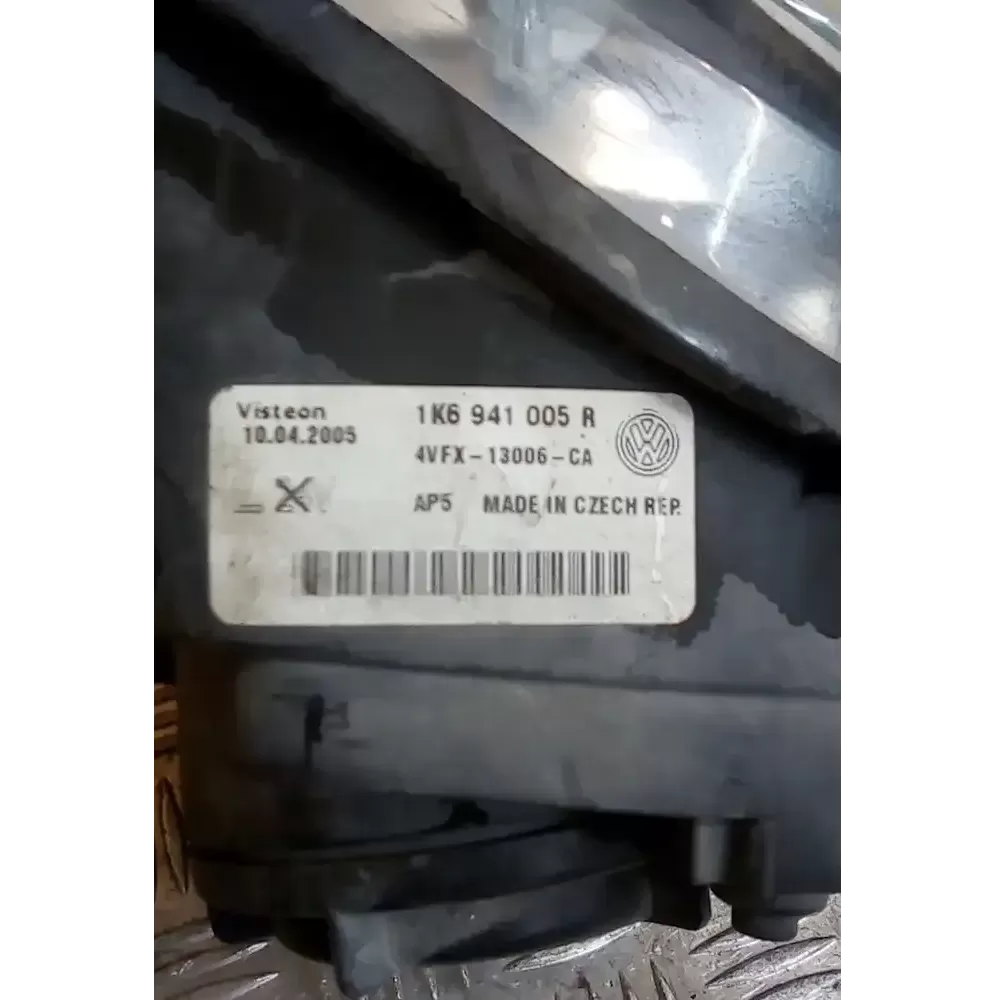 Visteon
10.04.2005
1K6 941 005 R
4VFX-13006-CA
AP5 MADE IN CZECH REP.